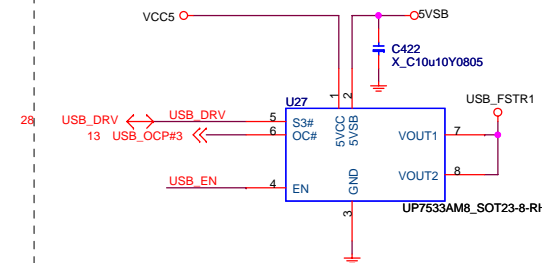 VCC5
5VSB
C422
X_C10u10Y0805
1
2
U27
USB_FSTR1
28
USB_DRV
USB_DRV
5
S3#
13
USB_OCP#3
6
OC#
5VCC
5VSB
VOUT1
7
USB_EN
4
EN
GND
VOUT2
8
3
UP7533AM8_SOT23-8-RH